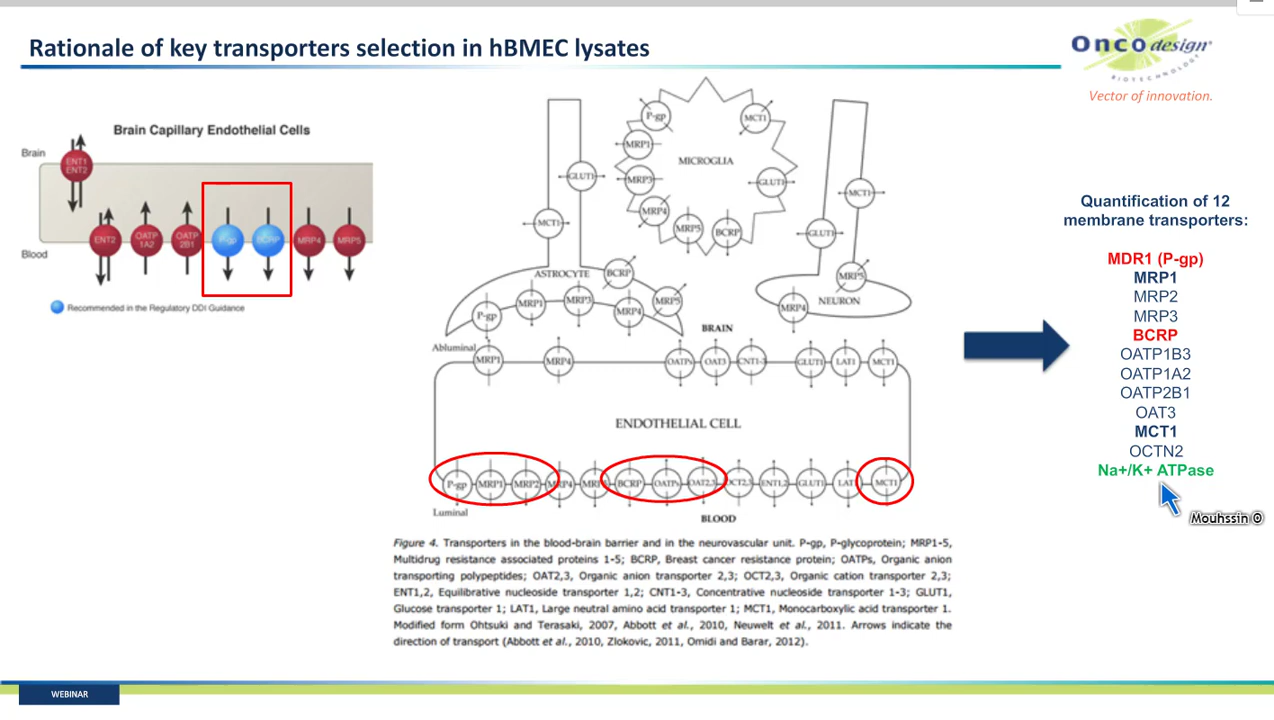 Rationale of key transporters selection in hBMEC lysates
Oncodesign
BIOTECHNOLOGY
Vector of innovation.
Brain Capillary Endothelial Cells
Brain
ENT1
ENT2
ENT2
OATP
1A2
OATP
2B1
P-gp
BCRP
MRP4
MRP5
Blood
Recommended in the Regulatory DDI Guidance
P-gp
MCT1
MRP1
MICROGLIA
GLUT1
MRP3
GLUT1
MCT1
MRP4
MCT1
MRP5
BCRP
GLUT1
ASTROCYTE
BCRP
MRP5
NEURON
P-gp
MRP1
MRP3
MRP4
MRP5
MRP4
BRAIN
Abluminal
MRP1
MRP4
OATPs
OAT3
CNT1-3
GLUT1
LAT1
MCT1
ENDOTHELIAL CELL
P-gp
MRP1
MRP2
MRP4
BCRP
OATPs
OAT2,3
OCT2,3
ENT1,2
GLUT1
LAT1
MCT1
Luminal
BLOOD
Figure 4. Transporters in the blood-brain barrier and in the neurovascular unit. P-gp, P-glycoprotein; MRP1-5,
Multidrug resistance associated proteins 1-5; BCRP, Breast cancer resistance protein; OATPs, Organic anion
transporting polypeptides; OAT2,3, Organic anion transporter 2,3; OCT2,3, Organic cation transporter 2,3;
ENT1,2, Equilibrative nucleoside transporter 1,2; CNT1-3, Concentrative nucleoside transporter 1-3; GLUT1,
Glucose transporter 1; LAT1, Large neutral amino acid transporter 1; MCT1, Monocarboxylic acid transporter 1.
Modified form Ohtsuki and Terasaki, 2007, Abbott et al., 2010, Neuwelt et al., 2011. Arrows indicate the
direction of transport (Abbott et al., 2010, Zlokovic, 2011, Omidi and Barar, 2012).
Quantification of 12
membrane transporters:
MDR1 (P-gp)
MRP1
MRP2
MRP3
BCRP
OATP1B3
OATP1A2
OATP2B1
OAT3
MCT1
OCTN2
Na+/K+ ATPase
WEBINAR